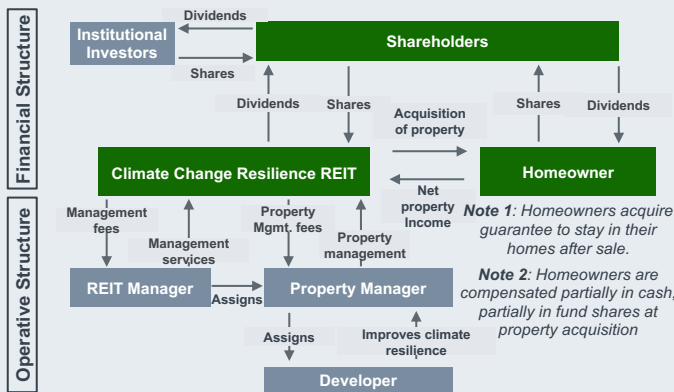 Financial Structure
Operative Structure
Dividends
Institutional
Investors
Shareholders
Shares
Dividends
Shares
Acquisition
of property
Shares
Dividends
Climate Change Resilience REIT
Homeowner
Net
property
Income
Management
fees
Management
services
Property
Mgmt. fees
Property
management
Note 1: Homeowners acquire
guarantee to stay in their
homes after sale.
REIT Manager
Assigns
Property Manager
Note 2: Homeowners are
compensated partially in cash,
partially in fund shares at
property acquisition
Assigns
Improves climate
resilience
Developer